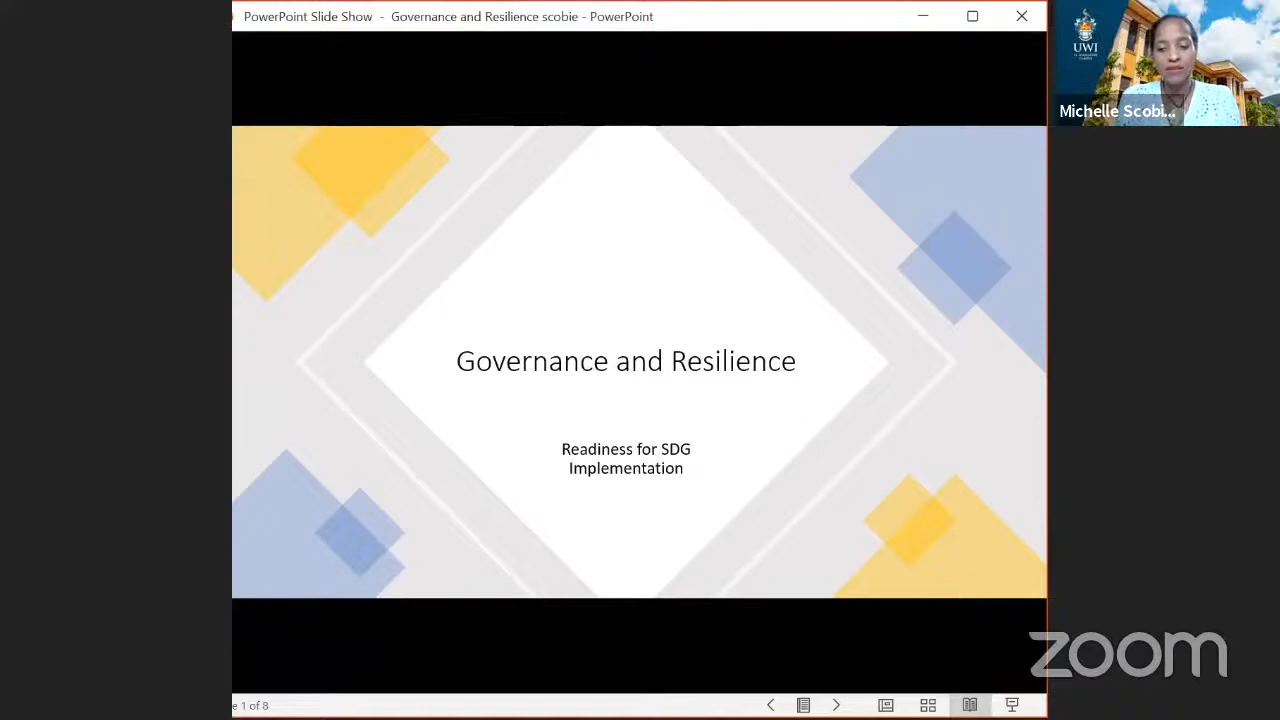 PowerPoint Slide Show - Governance and Resilience scobie - PowerPoint
UWI
Michelle Scobi...
Governance and Resilience
Readiness for SDG
Implementation
zoom
e 1 of 8